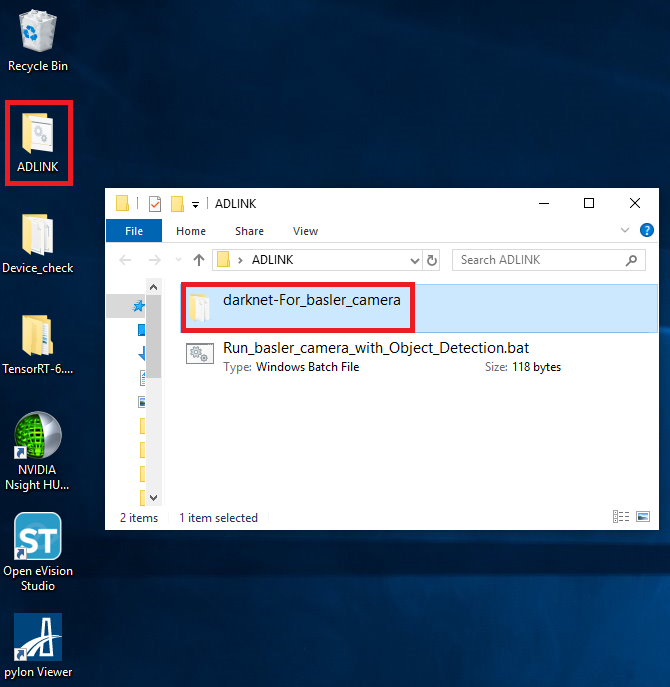 Recycle Bin
ADLINK
Device_check
TensorRT-6....
NVIDIA
Nsight HU...
ST
Open eVision
Studio
pylon Viewer
ADLINK
File Home Share View
ADLINK
Search ADLINK
darknet-For_basler_camera
Run_basler_camera_with_Object_Detection.bat
Type: Windows Batch File Size: 118 bytes
2 items 1 item selected